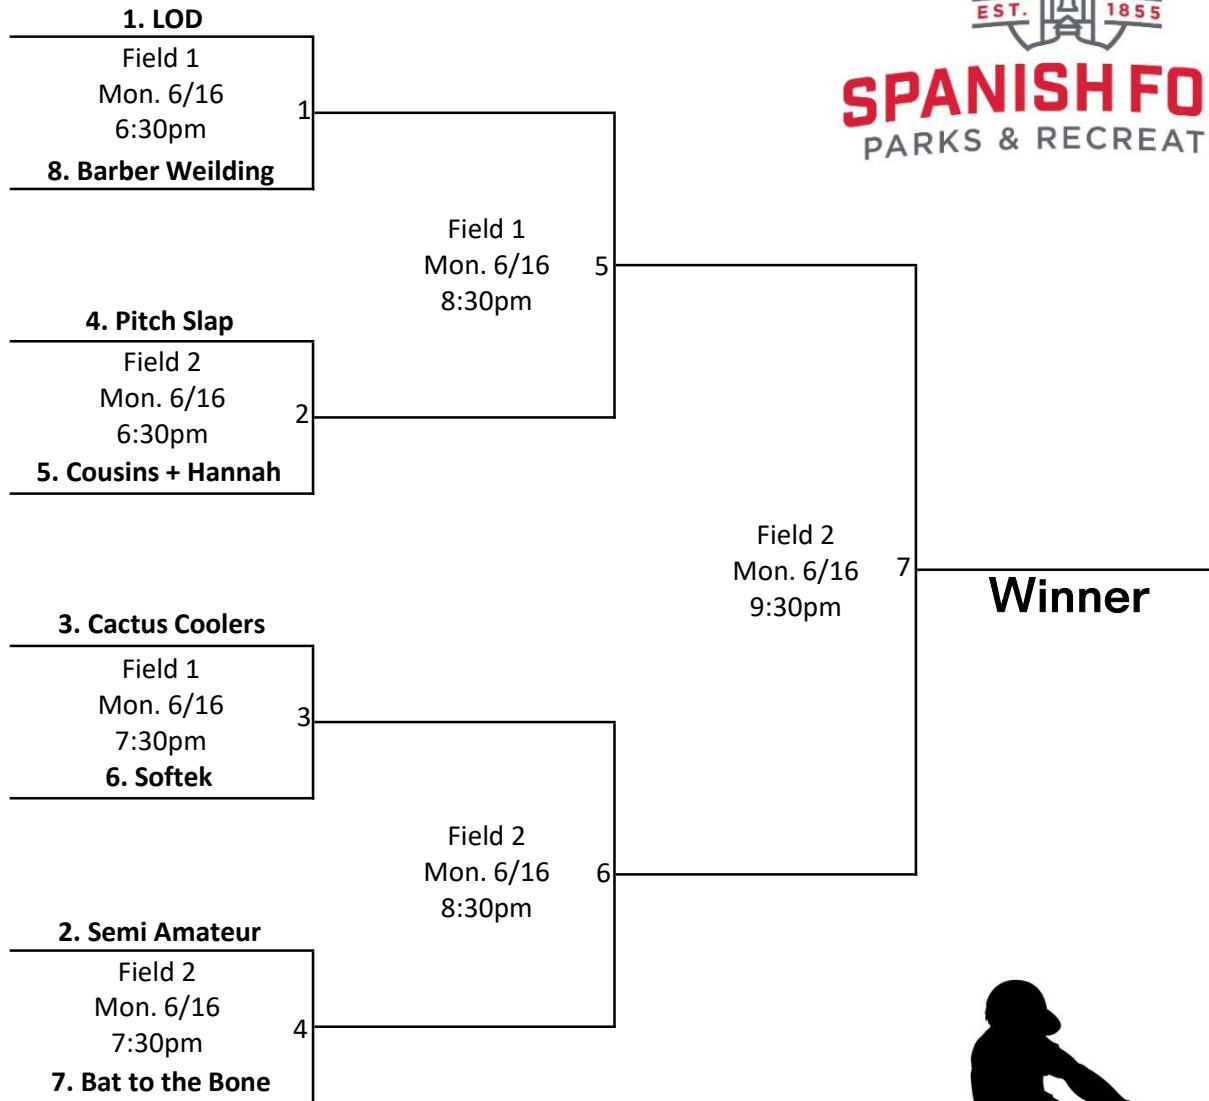 1. LOD
Field 1
Mon. 6/16
6:30pm
1
8. Barber Weilding
4. Pitch Slap
Field 2
Mon. 6/16
6:30pm
2
5. Cousins + Hannah
3. Cactus Coolers
Field 1
Mon. 6/16
7:30pm
3
6. Softek
2. Semi Amateur
Field 2
Mon. 6/16
7:30pm
4
7. Bat to the Bone
Field 1
Mon. 6/16
8:30pm
5
Field 2
Mon. 6/16
8:30pm
6
Field 2
Mon. 6/16
9:30pm
7
Winner
EST. 1855
SPANISH FO
PARKS & RECREAT